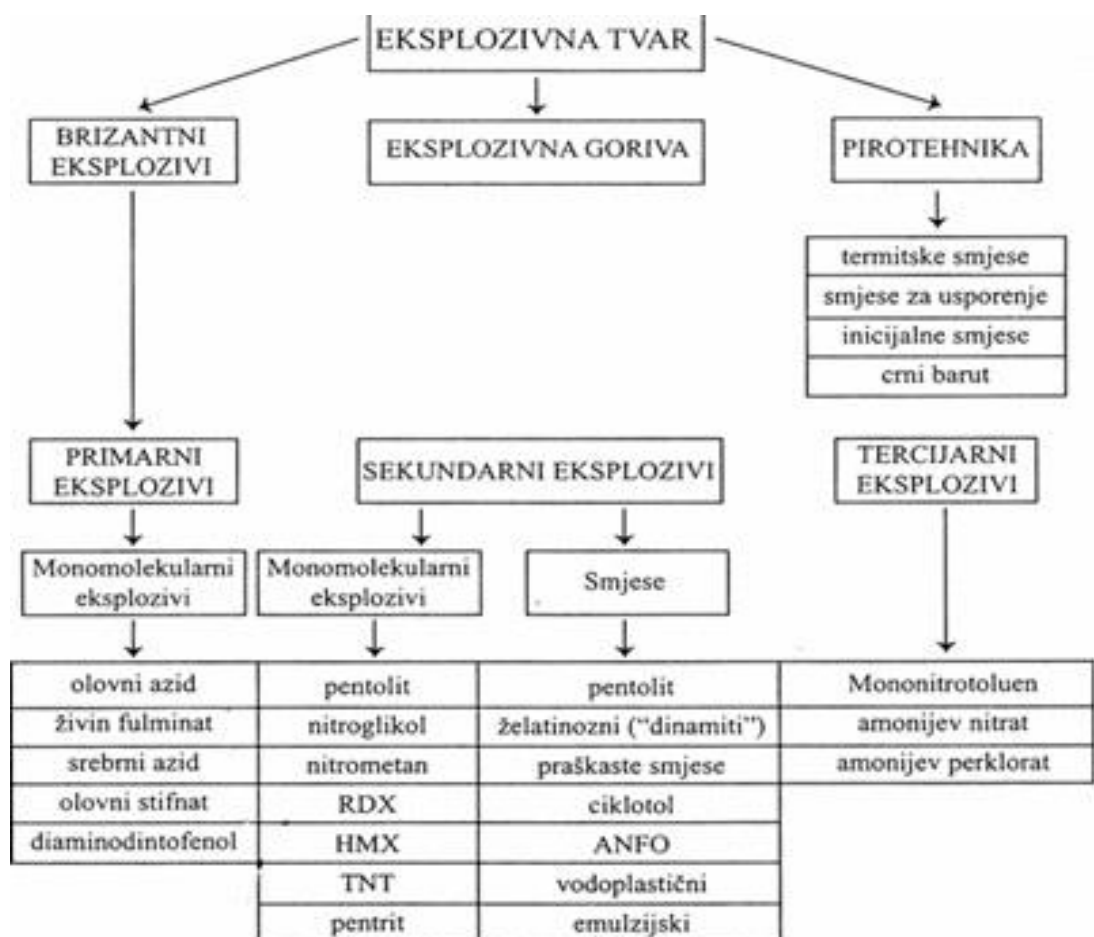 EKSPLOZIVNA TVAR
BRIZANTNI
EKSPLOZIVI
EKSPLOZIVNA GORIVA
PIROTEHNIKA
termitske smjese
smjese za usporenje
inicijalne smjese
crni barut
PRIMARNI
EKSPLOZIVI
SEKUNDARNI EKSPLOZIVI
TERCIJARNI
EKSPLOZIVI
Monomolekularni
eksplozivi
Monomolekularni
eksplozivi
Smjese
olovni azid
živin fulminat
srebrni azid
olovni stifnat
diaminodintofenol
pentolit
nitroglikol
nitrometan
RDX
HMX
TNT
pentrit
pentolit
želatinozni (“dinamiti”)
praškaste smjese
ciklotol
ANFO
vodoplastični
emulzijski
Mononitrotoluen
amonijev nitrat
amonijev perklorat